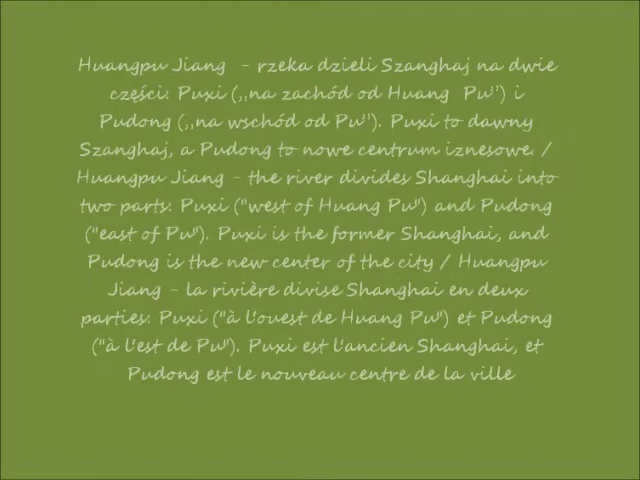 Huangpu Jiang - rzeka dzieli Szanghaj na dwie
części: Puxi (,,na zachód od Huang Pu'') i
Pudong (,,na wschód od Pu''). Puxi to dawny
Szanghaj, a Pudong to nowe centrum iznesowe. /
Huangpu Jiang - the river divides Shanghai into
two parts: Puxi ("west of Huang Pu") and Pudong
("east of Pu"). Puxi is the former Shanghai, and
Pudong is the new center of the city / Huangpu
Jiang - la rivière divise Shanghai en deux
parties: Puxi ("à l'ouest de Huang Pu") et Pudong
("à l'est de Pu"). Puxi est l'ancien Shanghai, et
Pudong est le nouveau centre de la ville